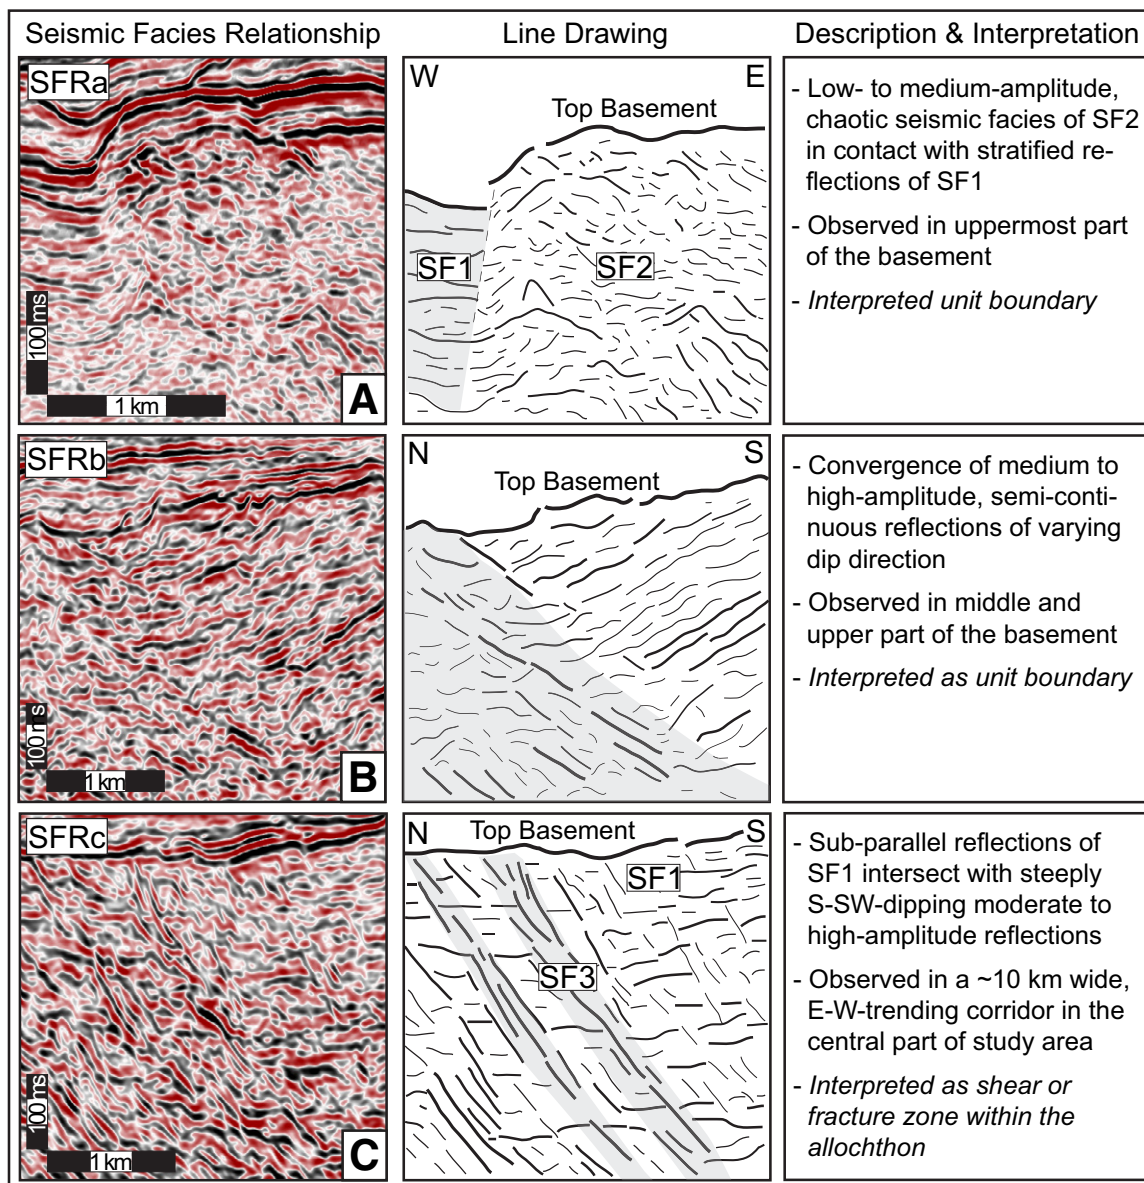 Seismic Facies Relationship
Line Drawing
Description & Interpretation
SFRa
100 ms
1 km
A
W
E
Top Basement
SF1
SF2
- Low- to medium-amplitude,
chaotic seismic facies of SF2
in contact with stratified re-
flections of SF1
- Observed in uppermost part
of the basement
- Interpreted unit boundary
SFRb
100 ms
1 km
B
N
S
Top Basement
- Convergence of medium to
high-amplitude, semi-conti-
nuous reflections of varying
dip direction
- Observed in middle and
upper part of the basement
- Interpreted as unit boundary
SFRc
100 ms
1 km
C
N
S
Top Basement
SF1
SF3
- Sub-parallel reflections of
SF1 intersect with steeply
S-SW-dipping moderate to
high-amplitude reflections
- Observed in a ~10 km wide,
E-W-trending corridor in the
central part of study area
- Interpreted as shear or
fracture zone within the
allochthon